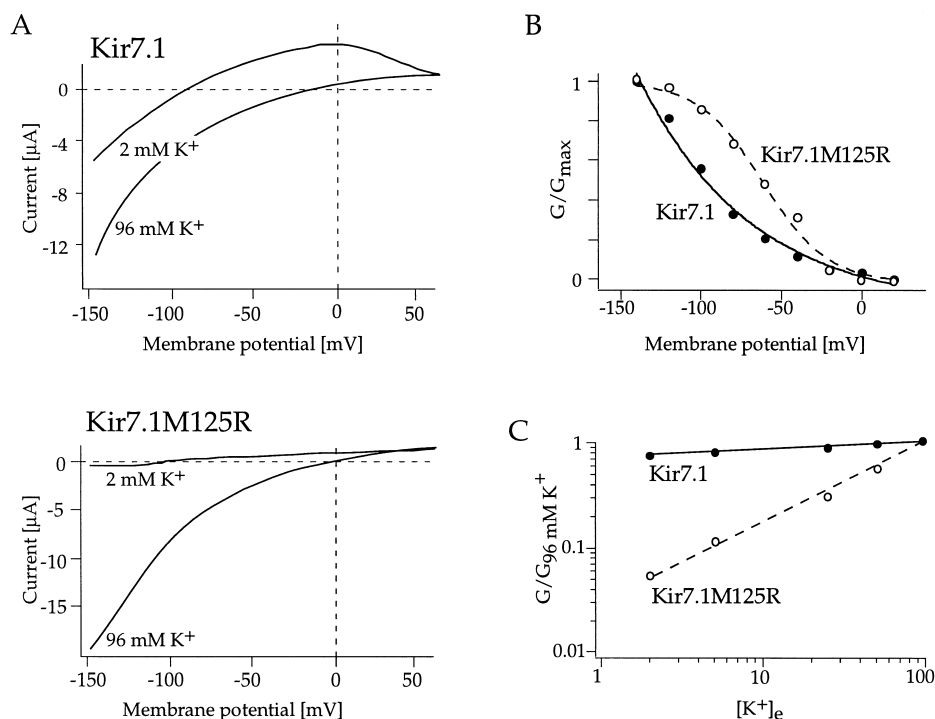 A
Kir7.1
0
-4
-8
-12
Current [µA]
2 mM K+
96 mM K+
-150
-100
-50
0
50
Membrane potential [mV]
B
1
0
G/Gmax
Kir7.1M125R
Kir7.1
-150
-100
-50
0
Membrane potential [mV]
Kir7.1M125R
0
-5
-10
-15
Current [µA]
2 mM K+
96 mM K+
-150
-100
-50
0
50
Membrane potential [mV]
C
1
0.1
0.01
G/G96 mM K+
Kir7.1
Kir7.1M125R
1
10
100
[K+]e